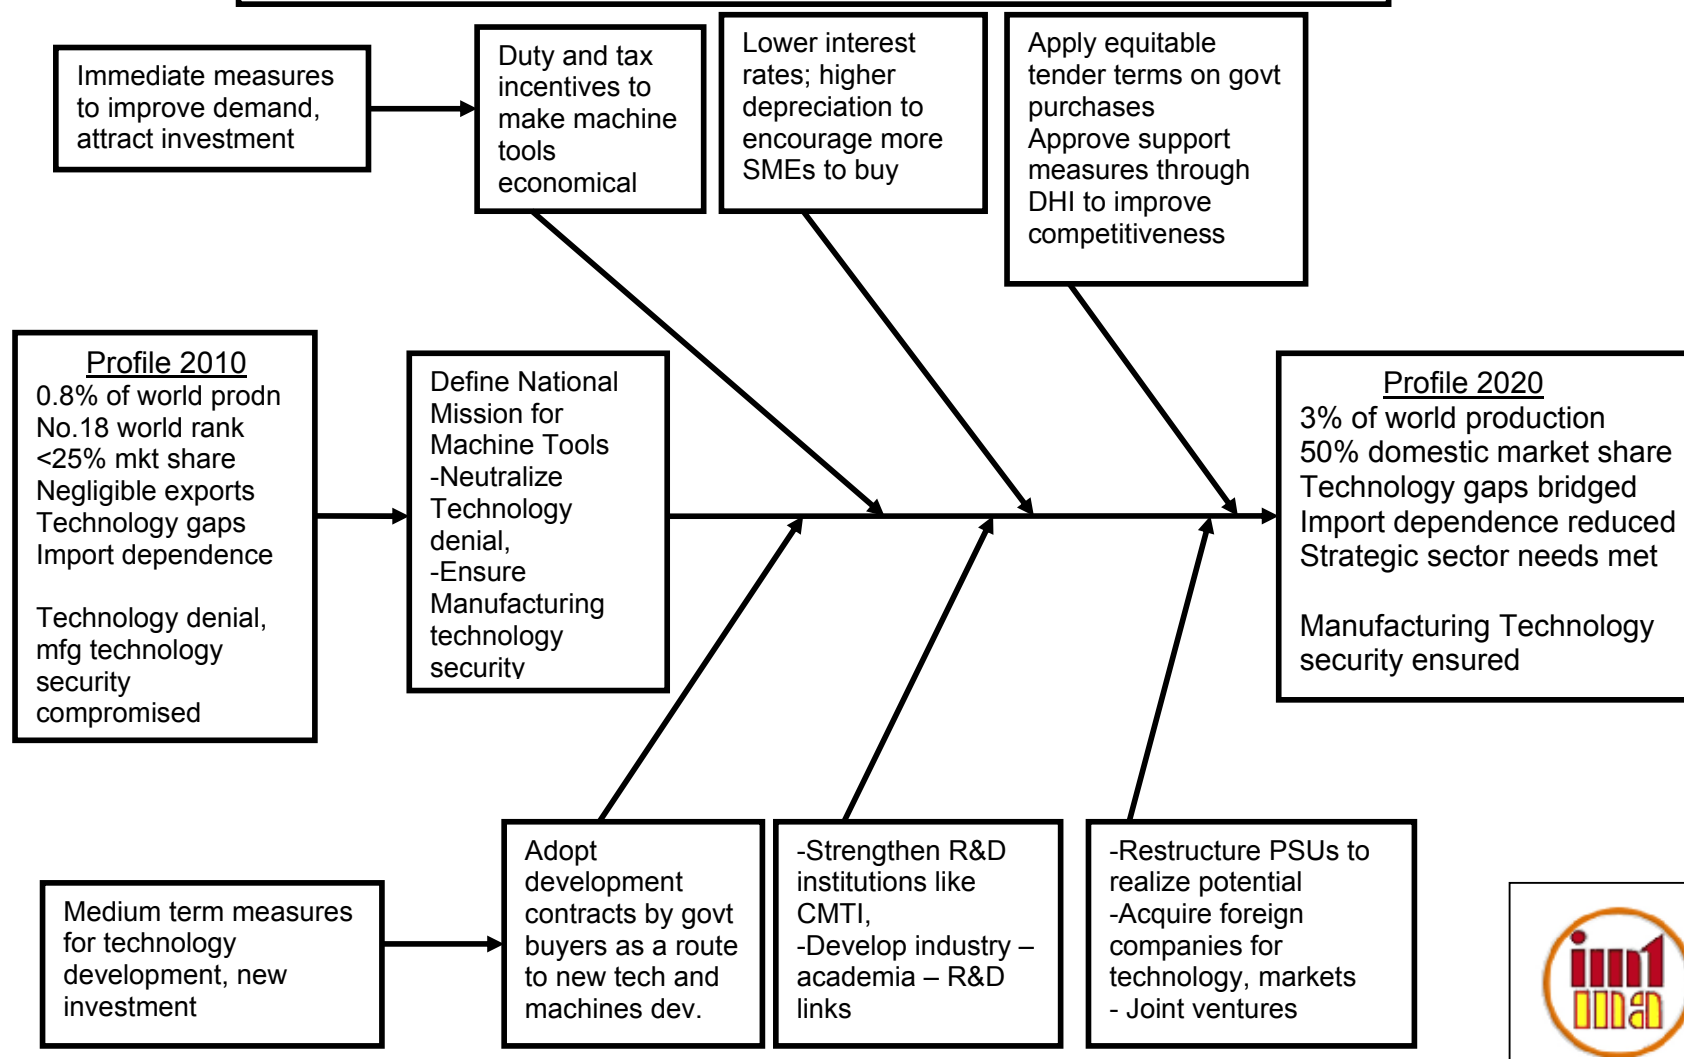 Immediate measures
to improve demand,
attract investment
Duty and tax
incentives to
make machine
tools
economical
Lower interest
rates; higher
depreciation to
encourage more
SMEs to buy
Apply equitable
tender terms on govt
purchases
Approve support
measures through
DHI to improve
competitiveness
Profile 2010
0.8% of world prodn
No.18 world rank
<25% mkt share
Negligible exports
Technology gaps
Import dependence
Technology denial,
mfg technology
security
compromised
Define National
Mission for
Machine Tools
-Neutralize
Technology
denial,
-Ensure
Manufacturing
technology
security
Profile 2020
3% of world production
50% domestic market share
Technology gaps bridged
Import dependence reduced
Strategic sector needs met
Manufacturing Technology
security ensured
Medium term measures
for technology
development, new
investment
Adopt
development
contracts by govt
buyers as a route
to new tech and
machines dev.
-Strengthen R&D
institutions like
CMTI,
-Develop industry –
academia – R&D
links
-Restructure PSUs to
realize potential
-Acquire foreign
companies for
technology, markets
- Joint ventures